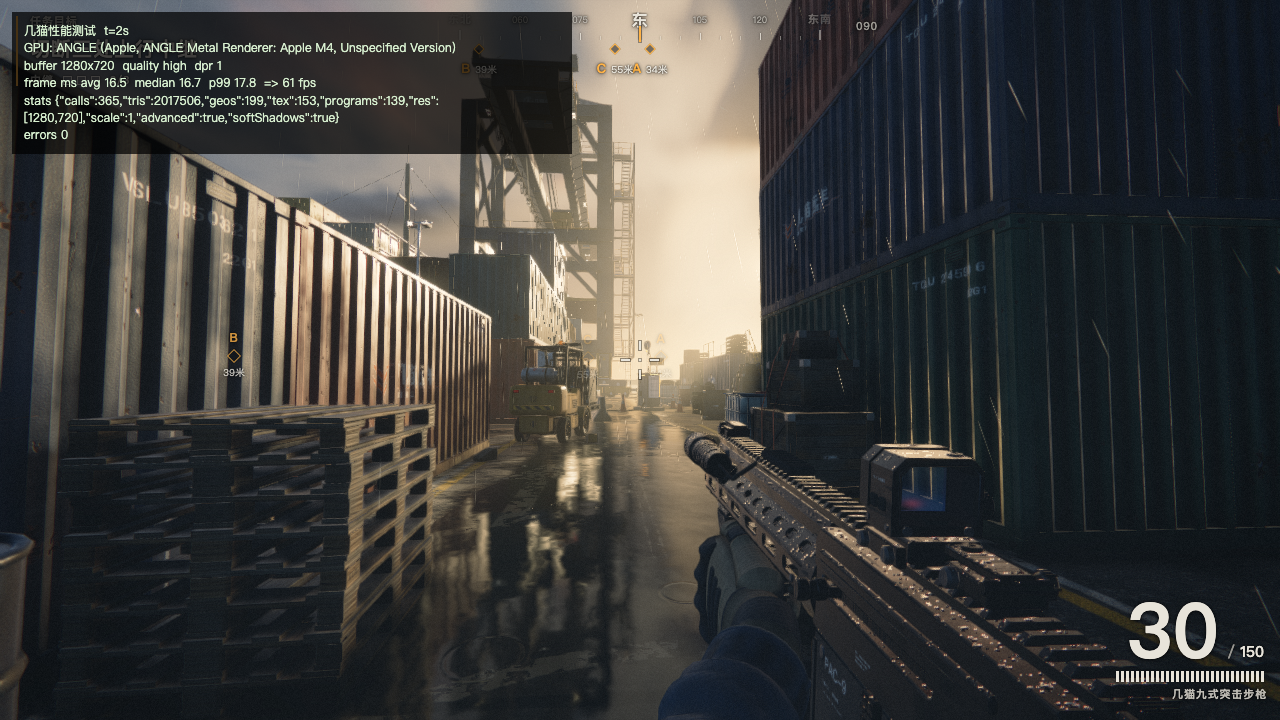 几猫性能测试 t=2s
GPU: ANGLE (Apple, ANGLE Metal Renderer: Apple M4, Unspecified Version)
buffer 1280x720 quality high dpr 1
frame ms avg 16.5 median 16.7 p99 17.8 => 61 fps
stats {"calls":365,"tris":2017506,"geos":199,"tex":153,"programs":139,"res":
[1280,720],"scale":1,"advanced":true,"softShadows":true}
errors 0
075 东 105 120 东南 090
B 39米 C 55米 A 34米
B
39米
30 / 150
几猫九式突击步枪